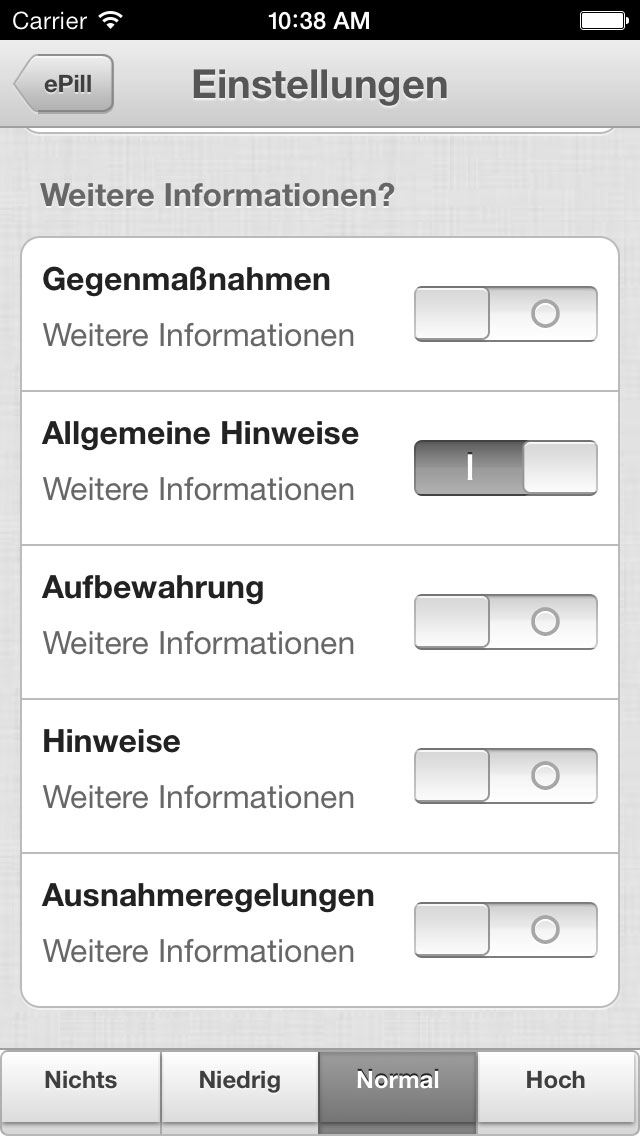 Carrier 10:38 AM
ePill Einstellungen
Weitere Informationen?
Gegenmaßnahmen
Weitere Informationen
Allgemeine Hinweise
Weitere Informationen
Aufbewahrung
Weitere Informationen
Hinweise
Weitere Informationen
Ausnahmeregelungen
Weitere Informationen
Nichts Niedrig Normal Hoch